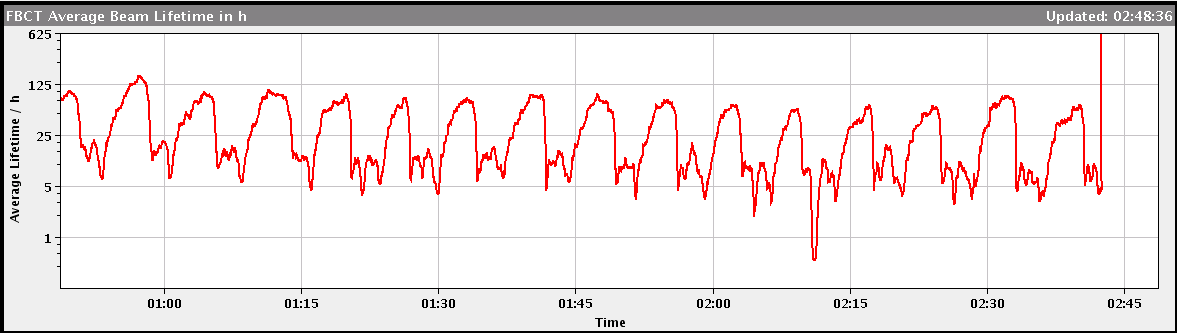 FBCT Average Beam Lifetime in h Updated: 02:48:36
625
125
25
5
1
Average Lifetime / h
01:00 01:15 01:30 01:45 02:00 02:15 02:30 02:45
Time